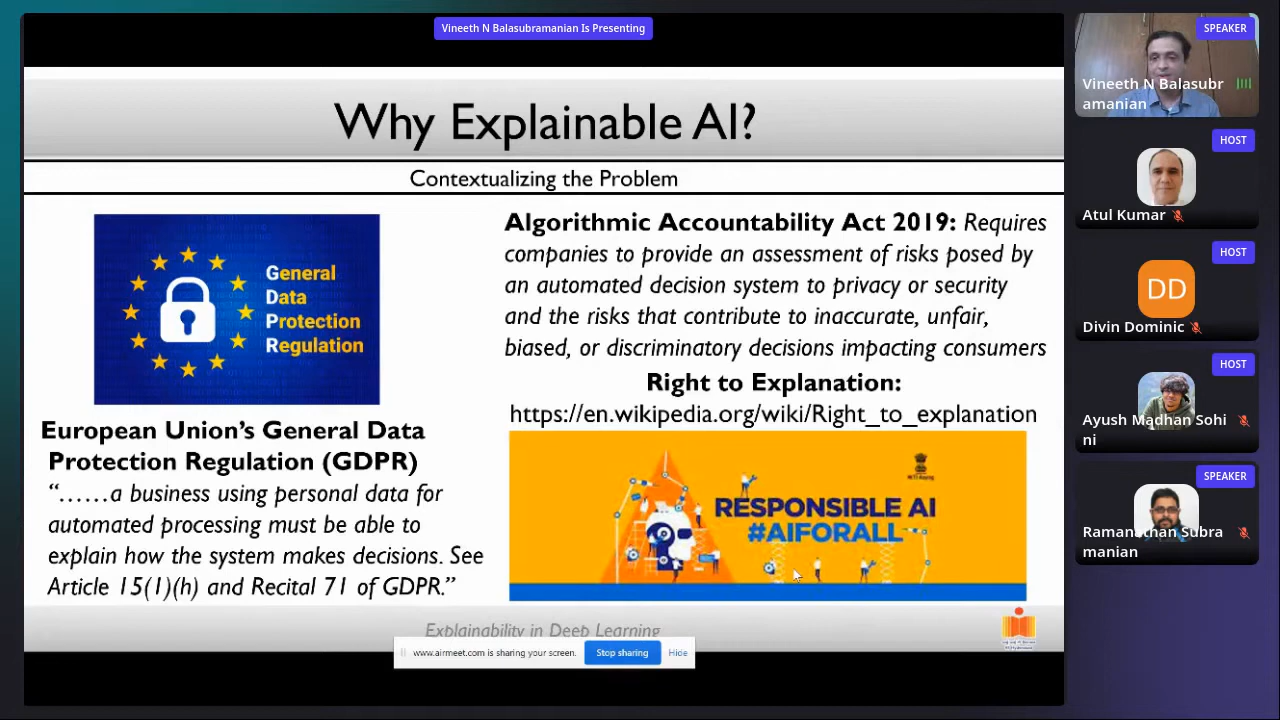 Vineeth N Balasubramanian Is Presenting
Why Explainable AI?
Contextualizing the Problem
General
Data
Protection
Regulation
European Union's General Data
Protection Regulation (GDPR)
"……a business using personal data for
automated processing must be able to
explain how the system makes decisions. See
Article 15(1)(h) and Recital 71 of GDPR."
Algorithmic Accountability Act 2019: Requires
companies to provide an assessment of risks posed by
an automated decision system to privacy or security
and the risks that contribute to inaccurate, unfair,
biased, or discriminatory decisions impacting consumers
Right to Explanation:
https://en.wikipedia.org/wiki/Right_to_explanation
RESPONSIBLE AI
#AIFORALL
Explainability in Deep Learning
www.airmeet.com is sharing your screen.
Stop sharing
Hide
SPEAKER
Vineeth N Balasubr
amanian
HOST
Atul Kumar
HOST
DD
Divin Dominic
HOST
Ayush Madhan Sohi
ni
SPEAKER
Ramanathan Subra
manian